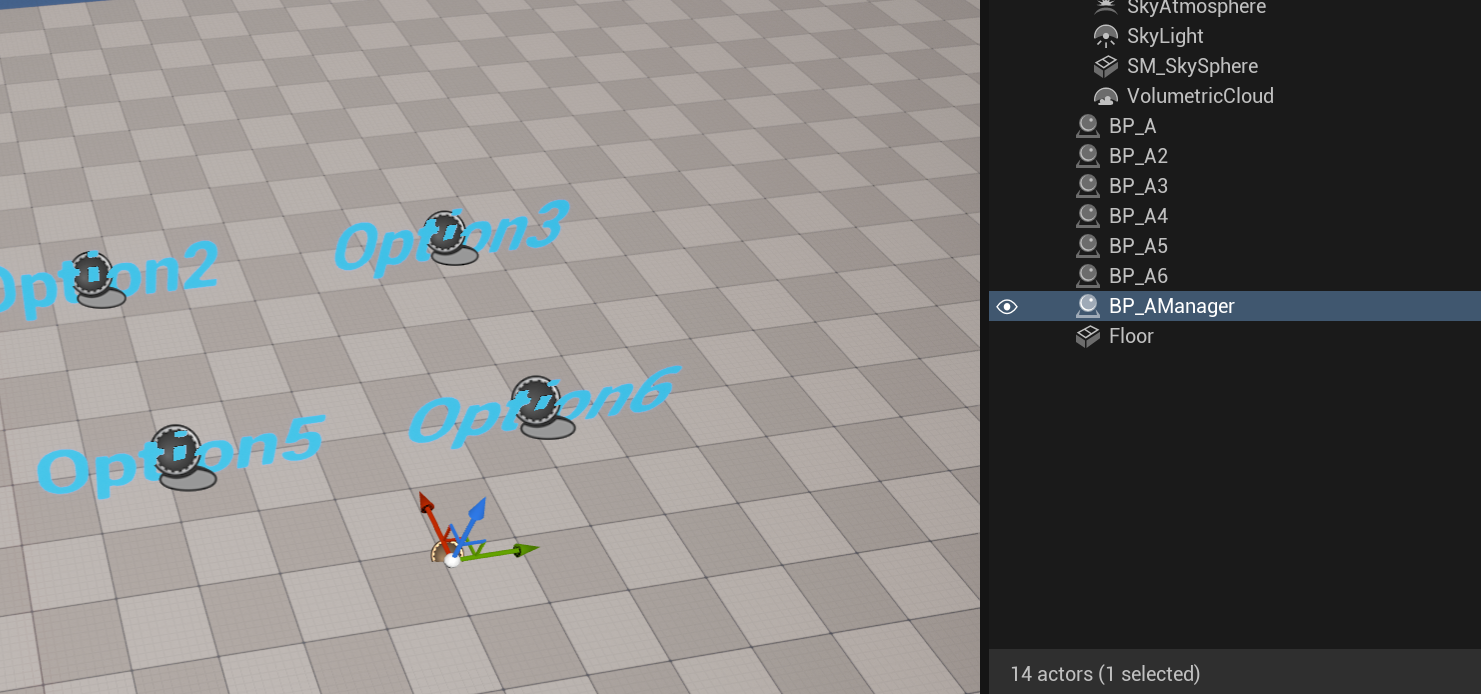 SkyAtmosphere
SkyLight
SM_SkySphere
VolumetricCloud
BP_A
BP_A2
BP_A3
BP_A4
BP_A5
BP_A6
BP_AManager
Floor
14 actors (1 selected)
Option2
Option3
Option5
Option6